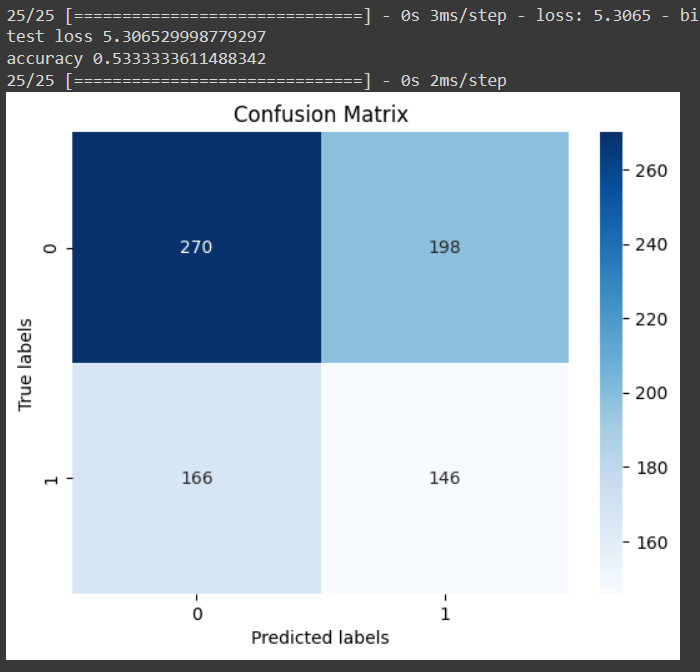 25/25 [==============================] - 0s 3ms/step - loss: 5.3065 - bi
test loss 5.306529998779297
accuracy 0.5333333611488342
25/25 [==============================] - 0s 2ms/step
Confusion Matrix
260
270
198
0
240
220
True labels
200
180
166
146
1
160
0
1
Predicted labels